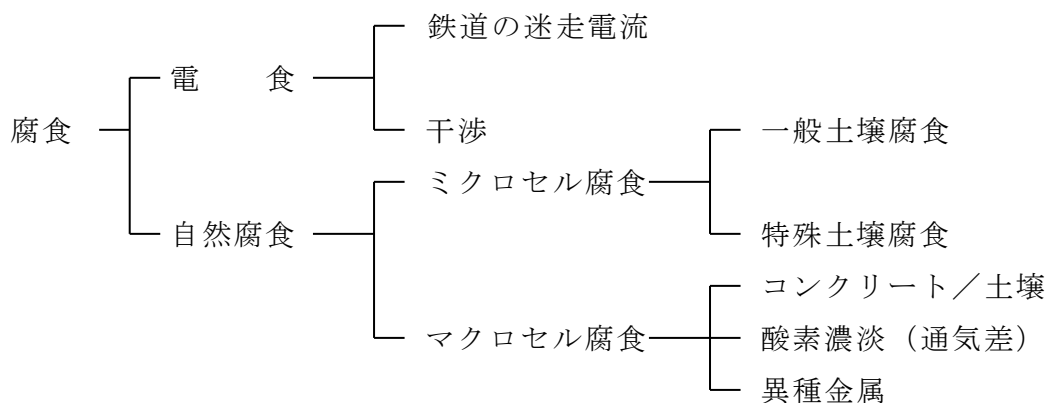 鉄道の迷走電流
電 食
腐食
干渉
一般土壌腐食
ミクロセル腐食
自然腐食
特殊土壌腐食
コンクリート／土壌
マクロセル腐食
酸素濃淡（通気差）
異種金属